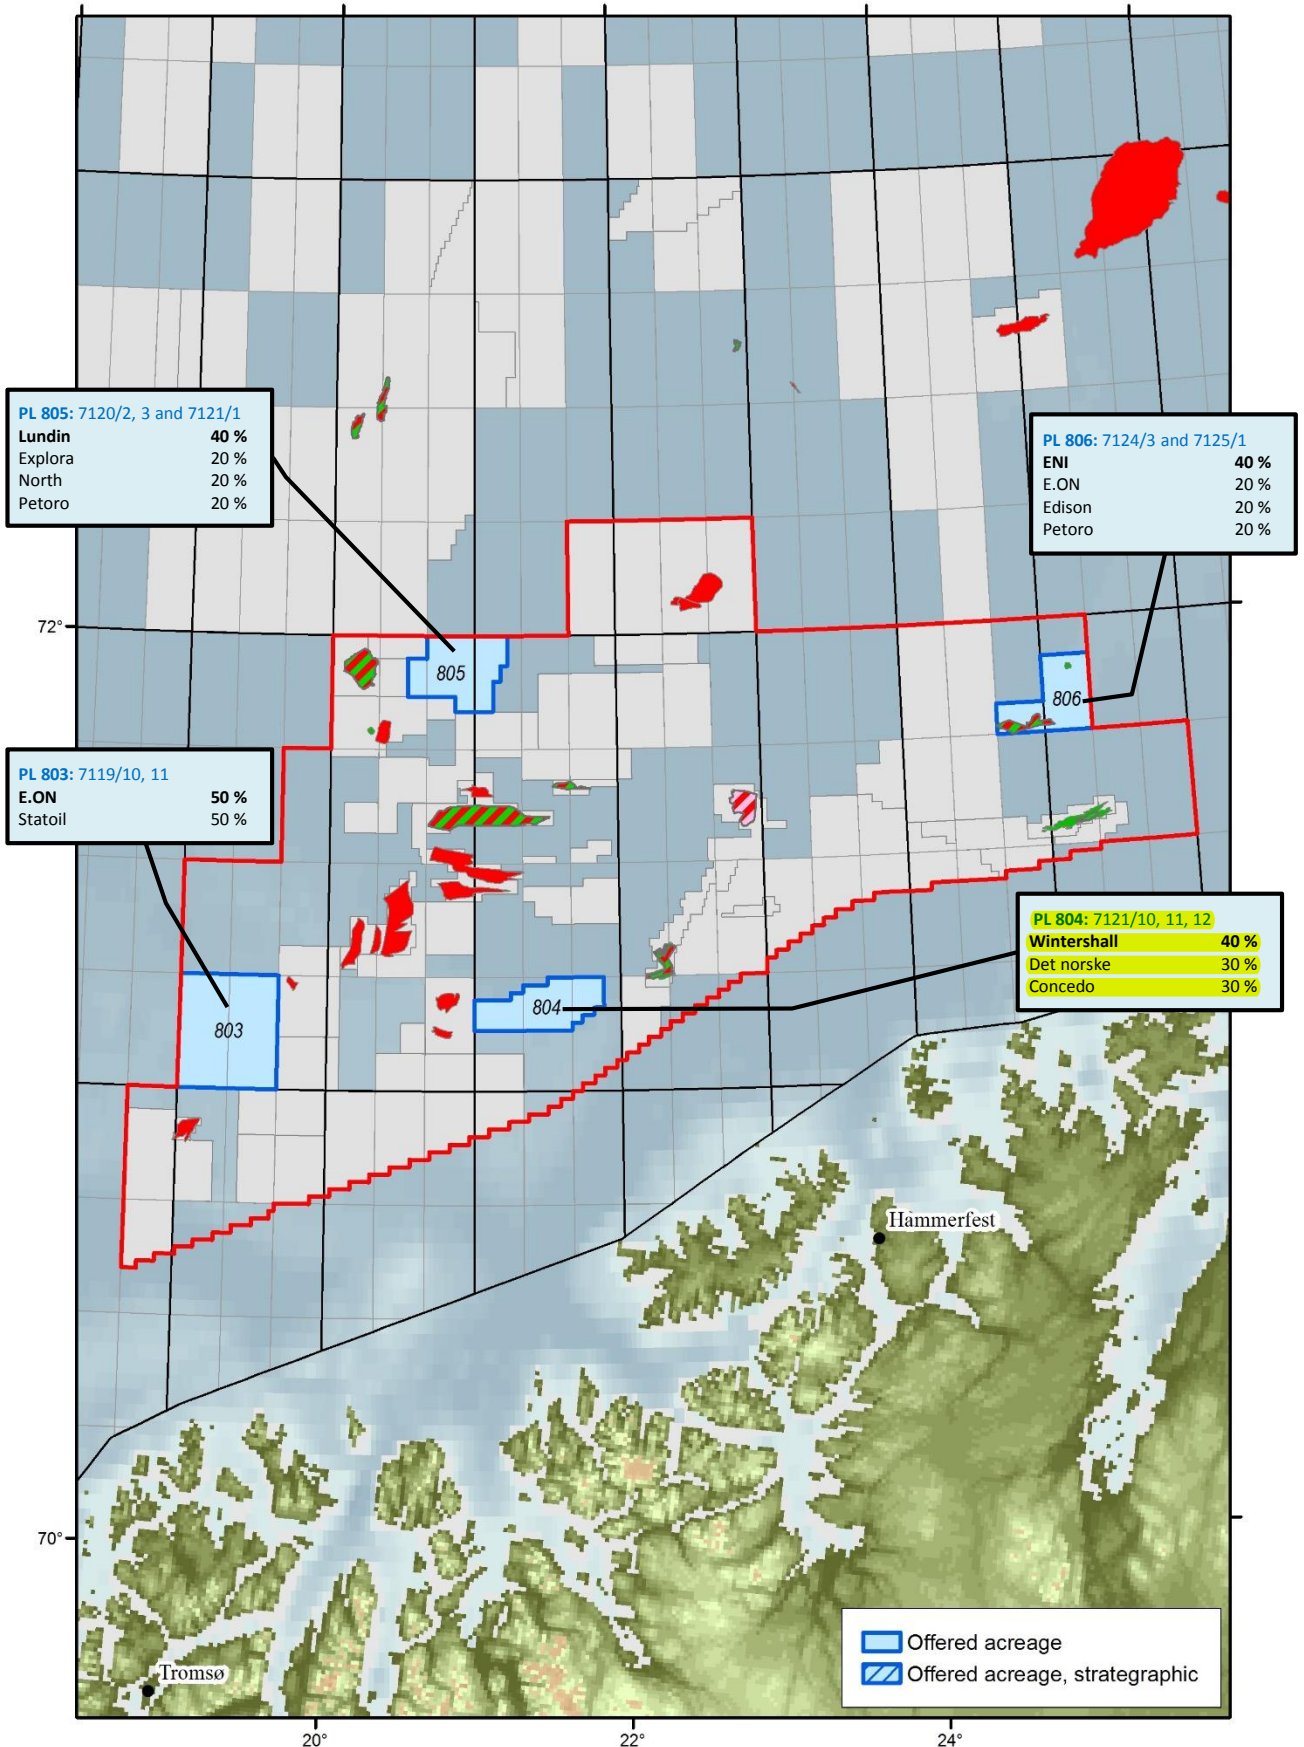 PL 805: 7120/2, 3 and 7121/1
Lundin 40 %
Explora 20 %
North 20 %
Petoro 20 %
PL 806: 7124/3 and 7125/1
ENI 40 %
E.ON 20 %
Edison 20 %
Petoro 20 %
72°
805
806
PL 803: 7119/10, 11
E.ON 50 %
Statoil 50 %
PL 804: 7121/10, 11, 12
Wintershall 40 %
Det norske 30 %
Concedo 30 %
803
804
Hammerfest
70°
Tromsø
Offered acreage
Offered acreage, strategraphic
20°
22°
24°